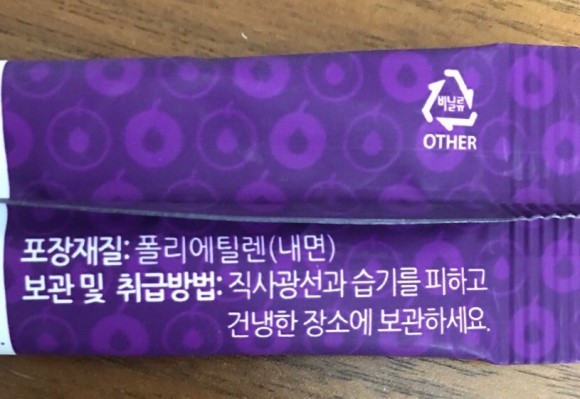 비닐류
OTHER
포장재질: 폴리에틸렌(내면)
보관 및 취급방법: 직사광선과 습기를 피하고
건냉한 장소에 보관하세요.